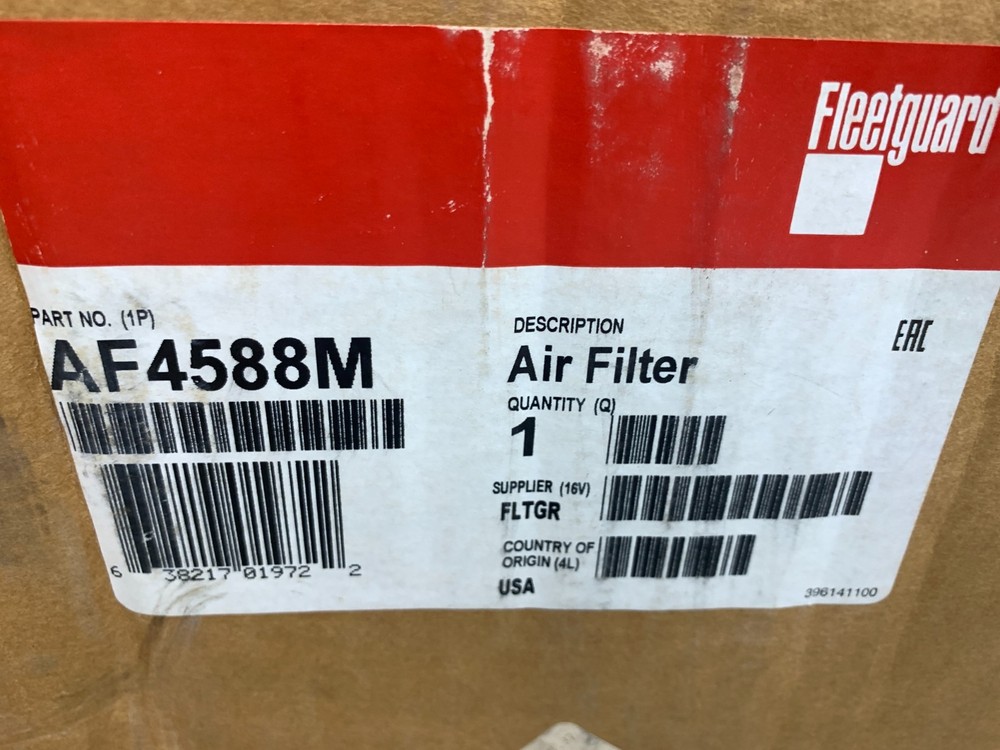 Fleetguard
PART NO. (1P)
AF4588M
6 38217 01972 2
DESCRIPTION
Air Filter
EAC
QUANTITY (Q)
1
SUPPLIER (16V)
FLTGR
COUNTRY OF
ORIGIN (4L)
USA
396141100